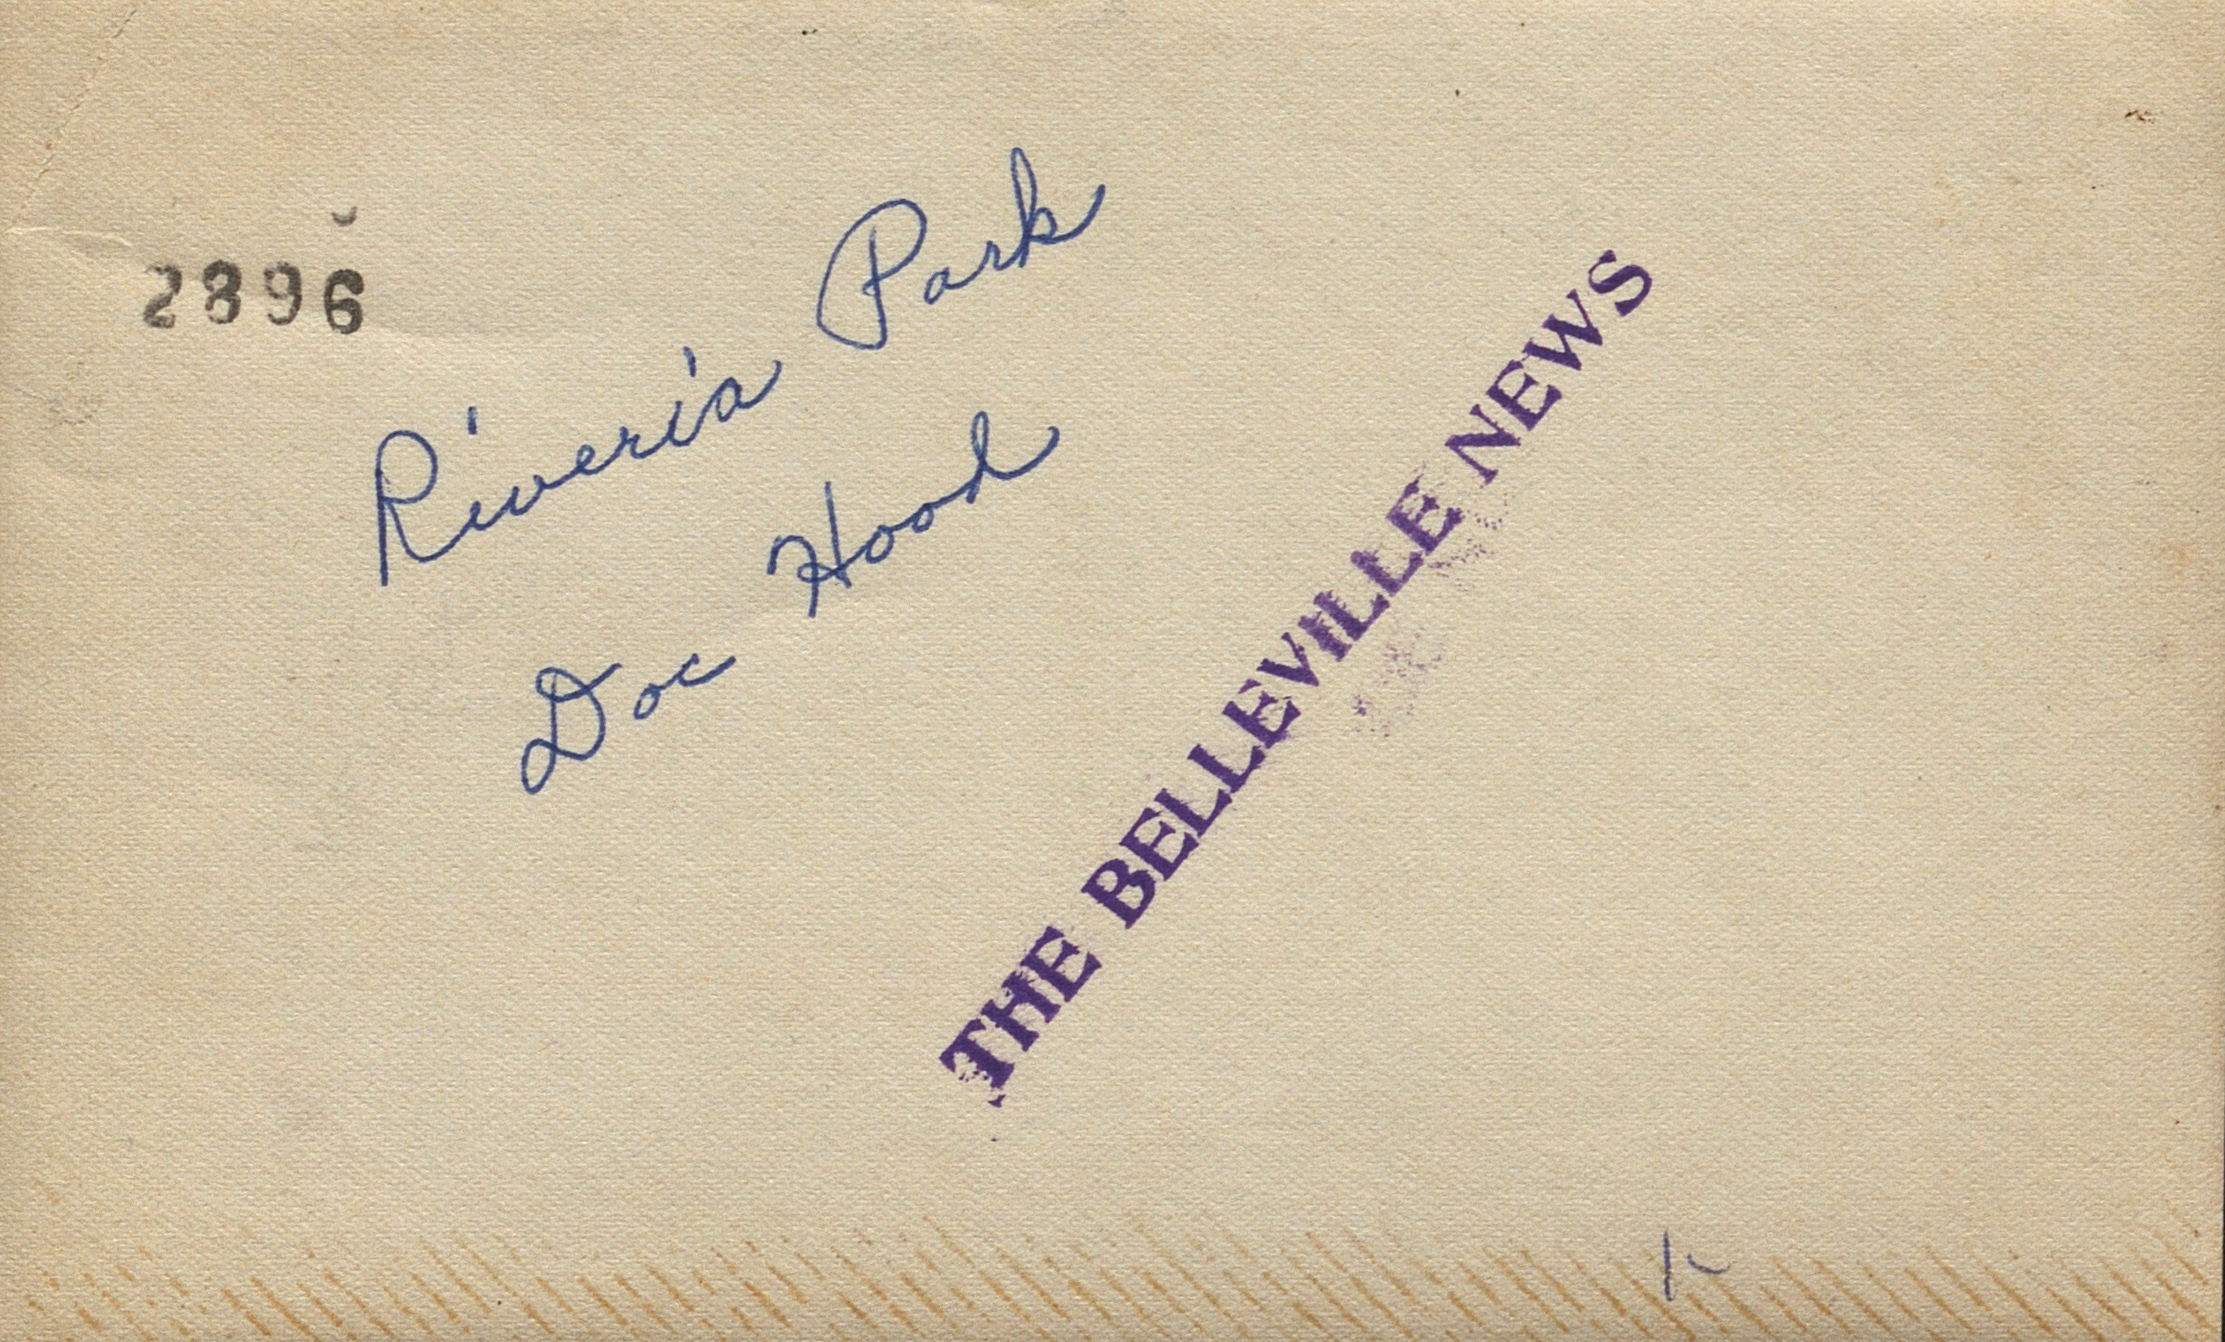 2896
Riveria Park
Doc Hood
THE BELLEVILLE NEWS